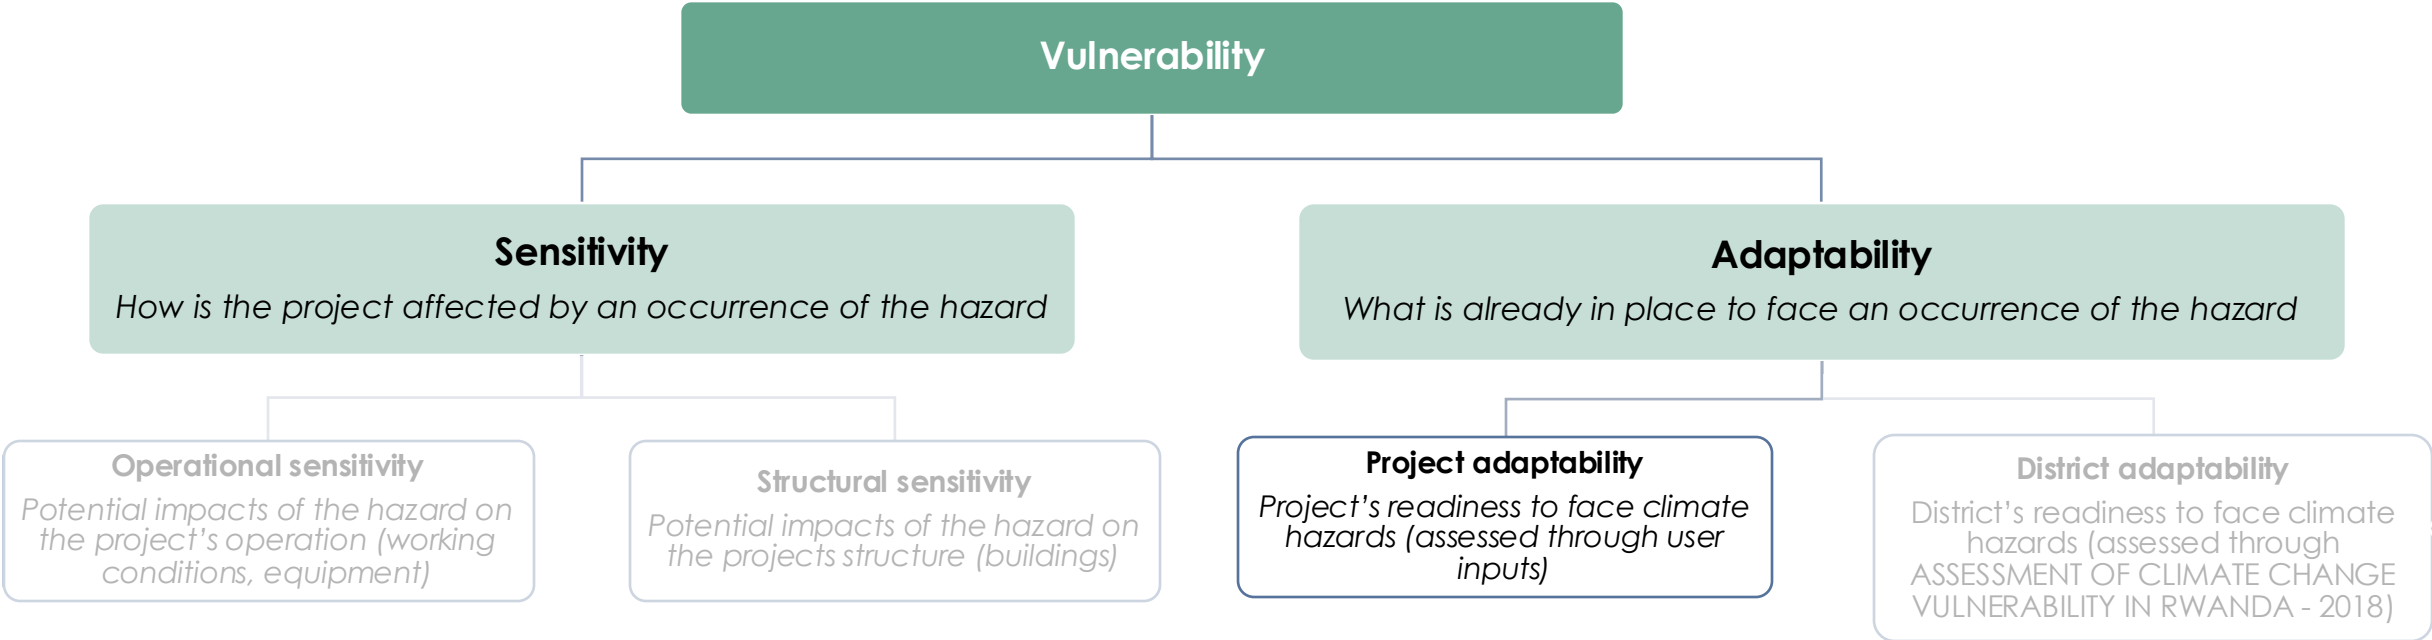 Vulnerability
Sensitivity
How is the project affected by an occurrence of the hazard
Adaptability
What is already in place to face an occurrence of the hazard
Operational sensitivity
Potential impacts of the hazard on
the project's operation (working
conditions, equipment)
Structural sensitivity
Potential impacts of the hazard on
the projects structure (buildings)
Project adaptability
Project's readiness to face climate
hazards (assessed through user
inputs)
District adaptability
District's readiness to face climate
hazards (assessed through
ASSESSMENT OF CLIMATE CHANGE
VULNERABILITY IN RWANDA - 2018)